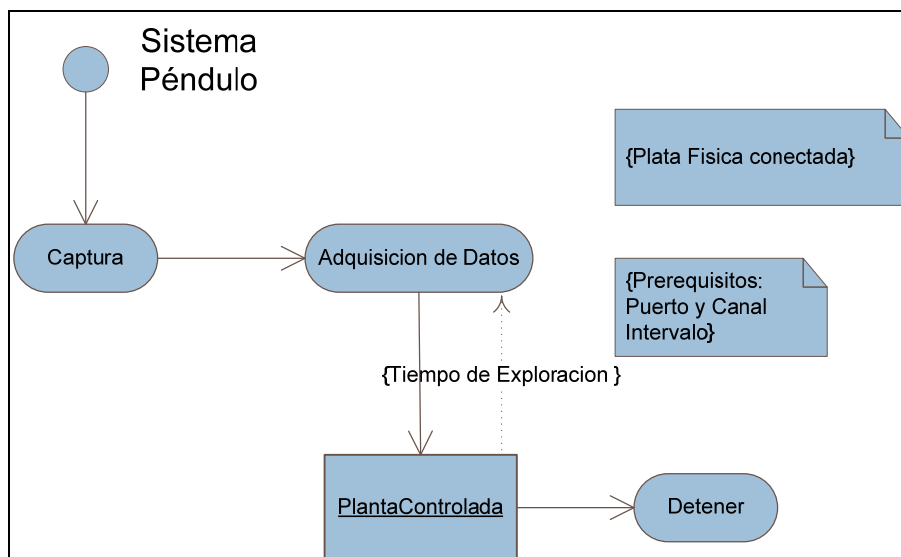 Sistema
Péndulo
{Plata Fisica conectada}
Captura
Adquisicion de Datos
{Prerequisitos:
Puerto y Canal
Intervalo}
{Tiempo de Exploracion }
PlantaControlada
Detener